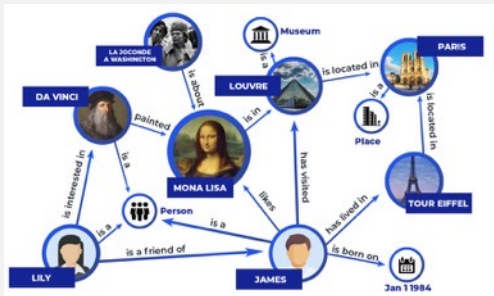 LA JOCONDE
A WASHINGTON
Museum
is a
PARIS
LOUVRE
is located in
DA VINCI
is about
is in
is a
painted
Place
is located in
is interested in
is a
MONA LISA
has visited
TOUR EIFFEL
is a
Person
likes
is a
has lived in
is a friend of
is born on
LILY
JAMES
Jan 1 1984